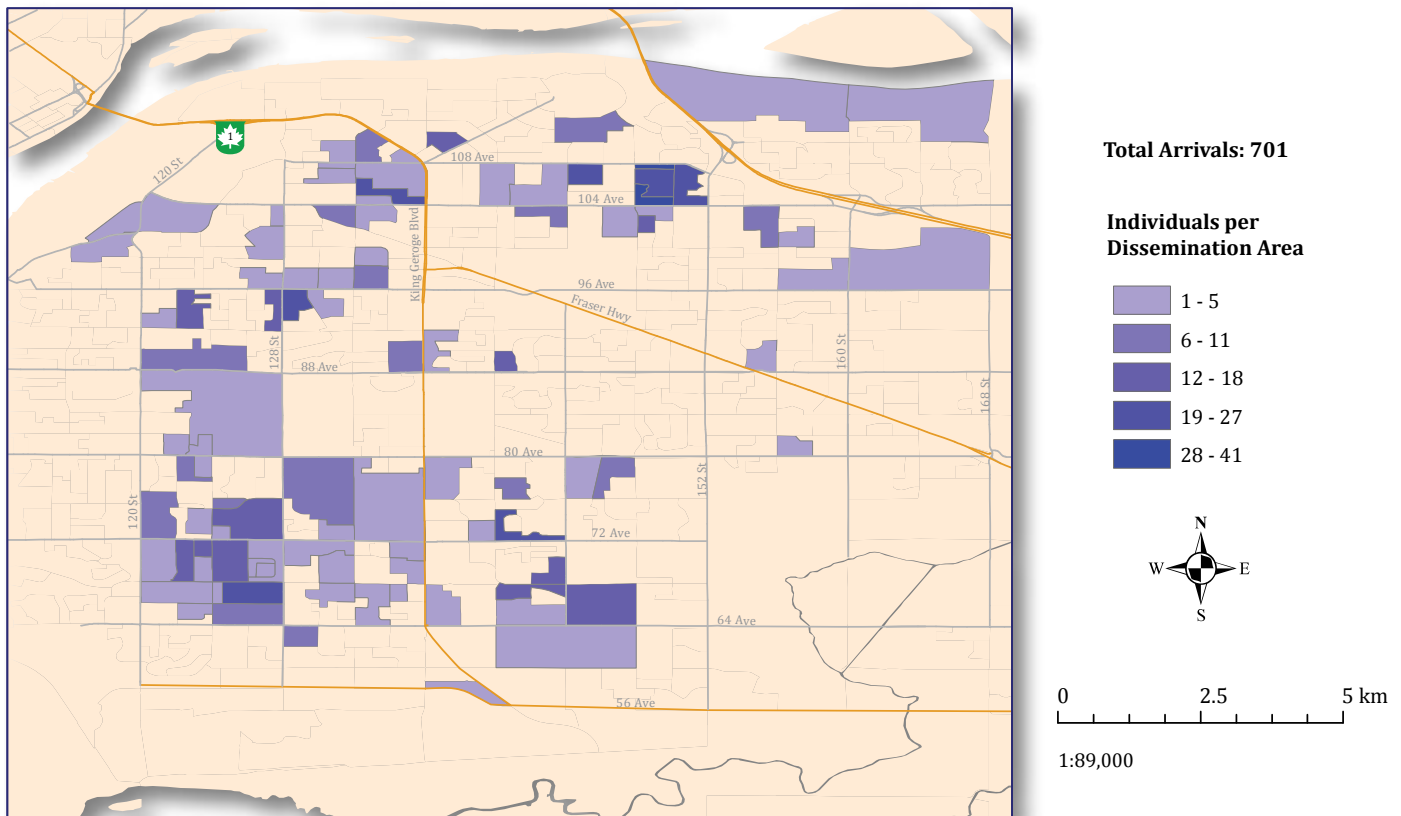 1
120 St
108 Ave
104 Ave
King Geroge Blvd
96 Ave
Fraser Hwy
128 St
88 Ave
160 St
168 St
80 Ave
152 St
120 St
72 Ave
64 Ave
56 Ave
Total Arrivals: 701
Individuals per
Dissemination Area
1 - 5
6 - 11
12 - 18
19 - 27
28 - 41
N
W
E
S
0 2.5 5 km
1:89,000